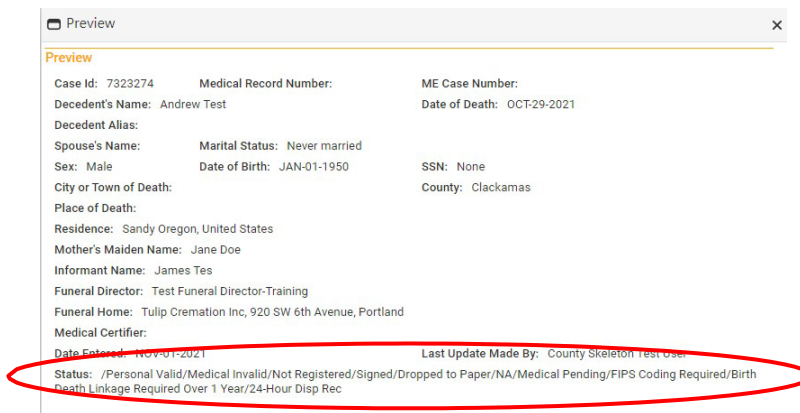 Preview
Preview
Case Id: 7323274 Medical Record Number: ME Case Number:
Decedent's Name: Andrew Test Date of Death: OCT-29-2021
Decedent Alias:
Spouse's Name: Marital Status: Never married
Sex: Male Date of Birth: JAN-01-1950 SSN: None
City or Town of Death: County: Clackamas
Place of Death:
Residence: Sandy Oregon, United States
Mother's Maiden Name: Jane Doe
Informant Name: James Tes
Funeral Director: Test Funeral Director-Training
Funeral Home: Tulip Cremation Inc, 920 SW 6th Avenue, Portland
Medical Certifier:
Date Entered: NOV-01-2021 Last Update Made By: County Skeleton Test User
Status: /Personal Valid/Medical Invalid/Not Registered/Signed/Dropped to Paper/NA/Medical Pending/FIPS Coding Required/Birth
Death Linkage Required Over 1 Year/24-Hour Disp Rec